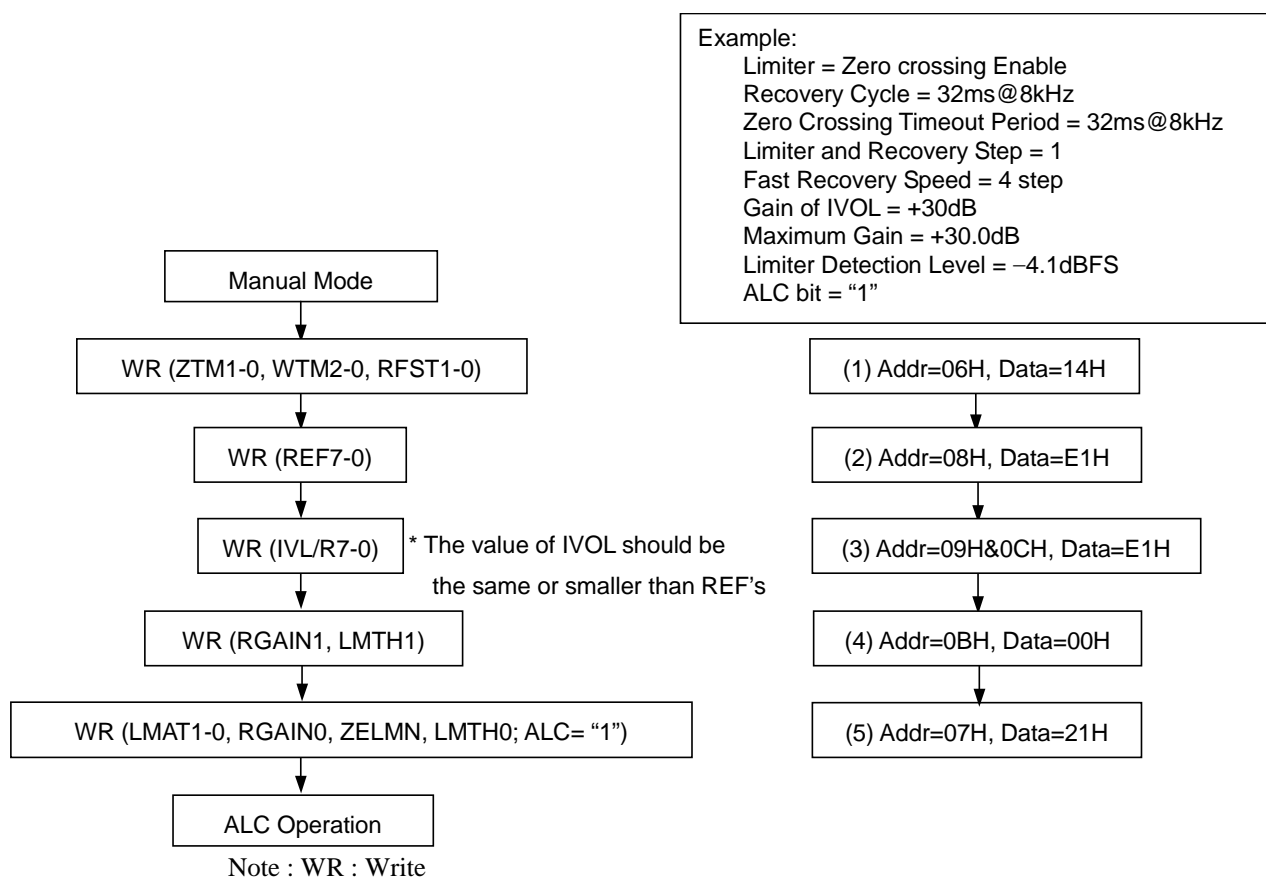 Example:
Limiter = Zero crossing Enable
Recovery Cycle = 32ms@8kHz
Zero Crossing Timeout Period = 32ms@8kHz
Limiter and Recovery Step = 1
Fast Recovery Speed = 4 step
Gain of IVOL = +30dB
Maximum Gain = +30.0dB
Limiter Detection Level = −4.1dBFS
ALC bit = “1”
Manual Mode
WR (ZTM1-0, WTM2-0, RFST1-0)
WR (REF7-0)
WR (IVL/R7-0)
* The value of IVOL should be
the same or smaller than REF’s
WR (RGAIN1, LMTH1)
WR (LMAT1-0, RGAIN0, ZELMN, LMTH0; ALC= “1”)
ALC Operation
Note : WR : Write
(1) Addr=06H, Data=14H
(2) Addr=08H, Data=E1H
(3) Addr=09H&0CH, Data=E1H
(4) Addr=0BH, Data=00H
(5) Addr=07H, Data=21H